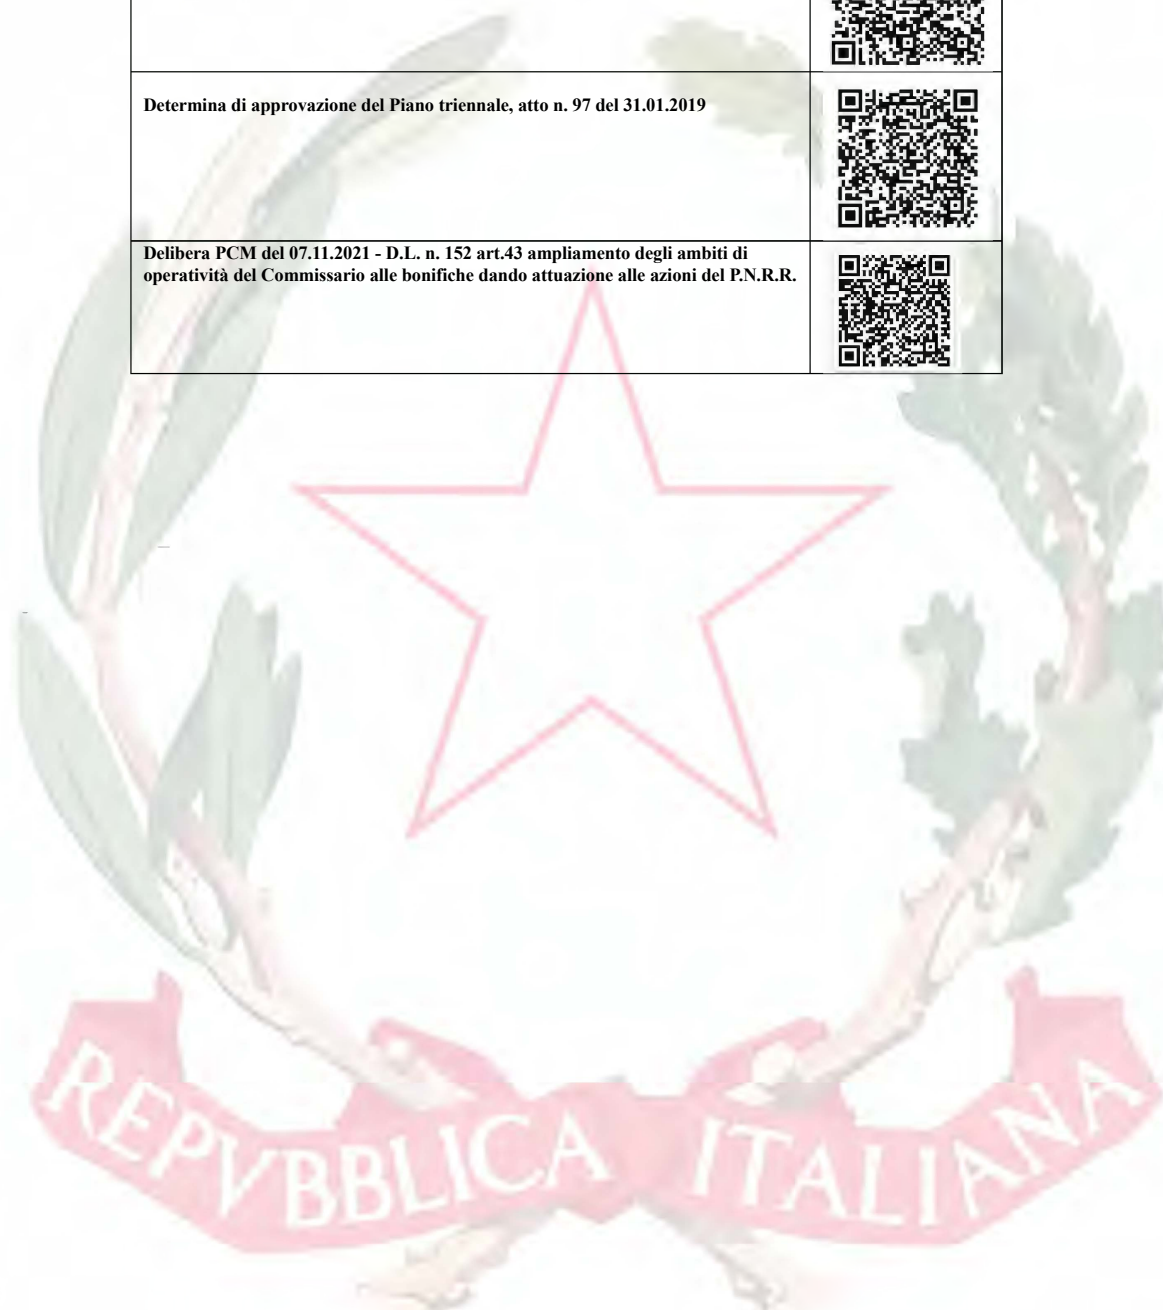 Determina di approvazione del Piano triennale, atto n. 97 del 31.01.2019
Delibera PCM del 07.11.2021 - D.L. n. 152 art.43 ampliamento degli ambiti di
operatività del Commissario alle bonifiche dando attuazione alle azioni del P.N.R.R.
REPVBBLICA ITALIANA